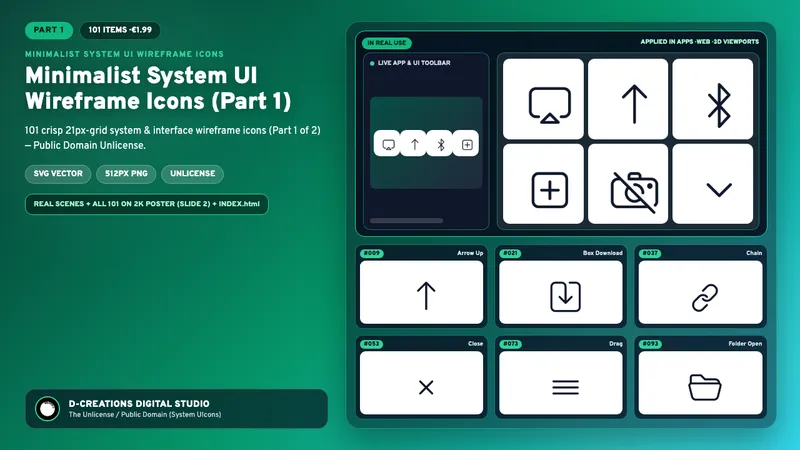 PART 1
101 ITEMS -€1.99
MINIMALIST SYSTEM UI WIREFRAME ICONS
Minimalist System UI
Wireframe Icons (Part 1)
101 crisp 21px-grid system & interface wireframe icons (Part 1 of 2)
— Public Domain Unlicense.
SVG VECTOR
512PX PNG
UNLICENSE
REAL SCENES + ALL 101 ON 2K POSTER (SLIDE 2) + INDEX.html
D-CREATIONS DIGITAL STUDIO
The Unlicense / Public Domain (System UIcons)
IN REAL USE
APPLIED IN APPS ·WEB ·3D VIEWPORTS
LIVE APP & UI TOOLBAR
#009
Arrow Up
#021
Box Download
#037
Chain
#053
Close
#073
Drag
#093
Folder Open